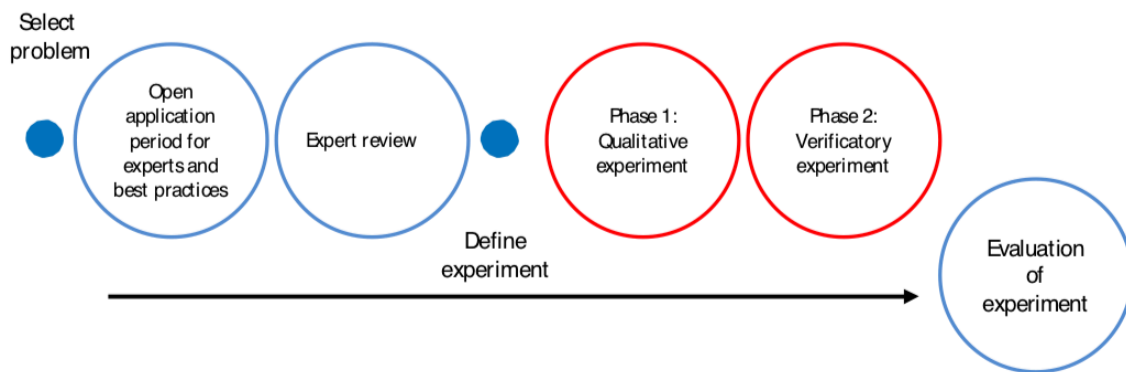 Select
problem
Open
application
period for
experts and
best practices
Expert review
Define
experiment
Phase 1:
Qualitative
experiment
Phase 2:
Verificatory
experiment
Evaluation
of
experiment